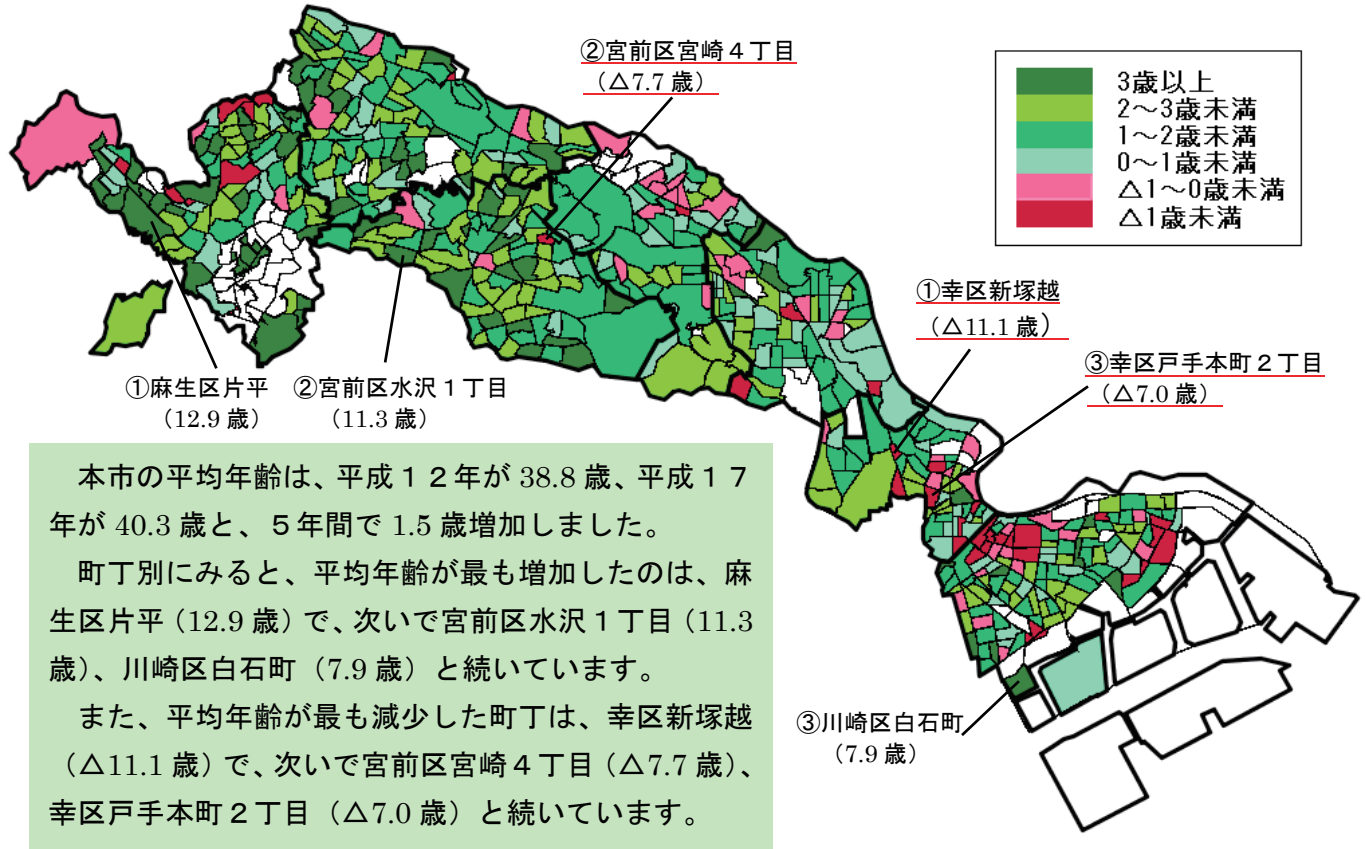 ②宮前区宮崎４丁目
（△7.7 歳）
3歳以上
2～3歳未満
1～2歳未満
0～1歳未満
△1～0歳未満
△1歳未満
①幸区新塚越
（△11.1 歳）
③幸区戸手本町２丁目
（△7.0 歳）
①麻生区片平
（12.9 歳）
②宮前区水沢１丁目
（11.3 歳）
本市の平均年齢は、平成１２年が 38.8 歳、平成１７
年が 40.3 歳と、５年間で 1.5 歳増加しました。
町丁別にみると、平均年齢が最も増加したのは、麻
生区片平（12.9 歳）で、次いで宮前区水沢１丁目（11.3
歳）、川崎区白石町（7.9 歳）と続いています。
また、平均年齢が最も減少した町丁は、幸区新塚越
（△11.1 歳）で、次いで宮前区宮崎４丁目（△7.7 歳）、
幸区戸手本町２丁目（△7.0 歳）と続いています。
③川崎区白石町
（7.9 歳）